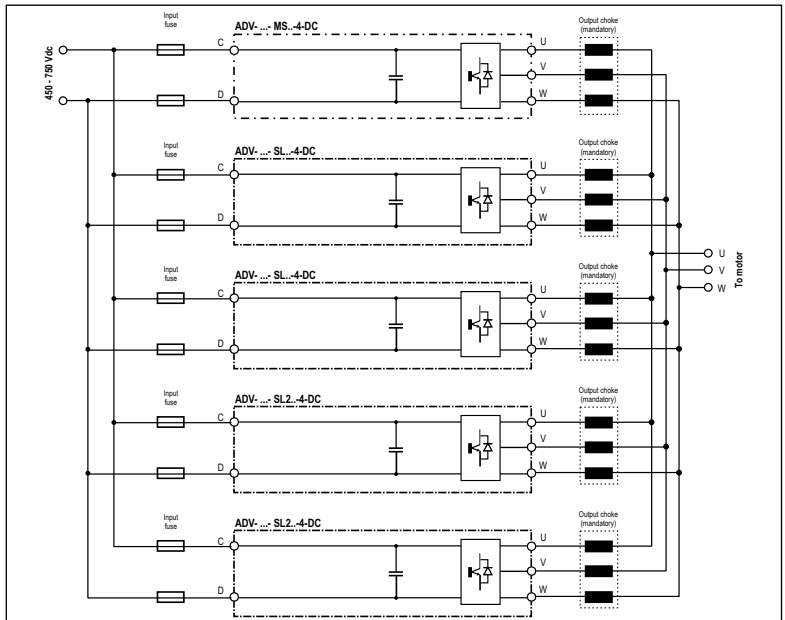 Input
fuse
ADV- ...- MS..-4-DC
Output choke
(mandatory)
C
U
V
D
W
450 - 750 Vdc
Input
fuse
ADV- ...- SL..-4-DC
Output choke
(mandatory)
C
U
V
D
W
Input
fuse
ADV- ...- SL..-4-DC
Output choke
(mandatory)
C
U
V
D
W
U
V
W
To motor
Input
fuse
ADV- ...- SL2..-4-DC
Output choke
(mandatory)
C
U
V
D
W
Input
fuse
ADV- ...- SL2..-4-DC
Output choke
(mandatory)
C
U
V
D
W